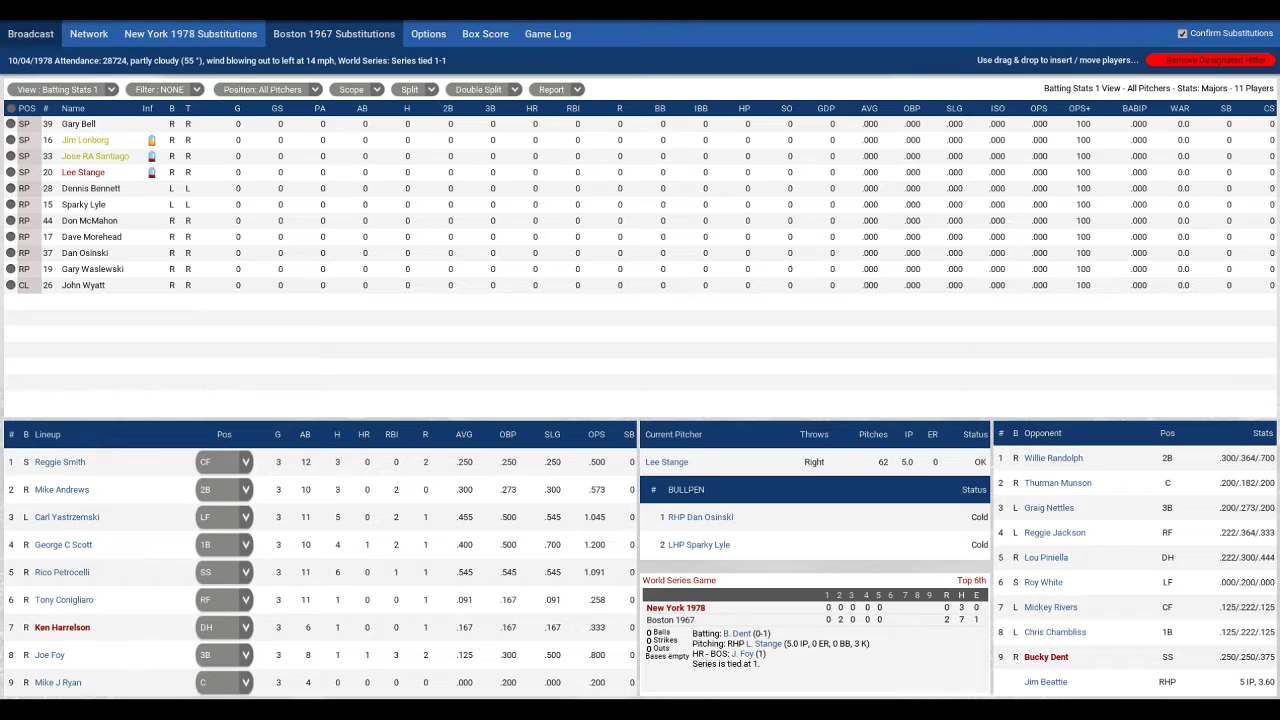 Broadcast Network New York 1978 Substitutions Boston 1967 Substitutions Options Box Score Game Log Confirm Substitutions
10/04/1978 Attendance: 28724, partly cloudy (55 °), wind blowing out to left at 14 mph, World Series: Series tied 1-1 Use drag & drop to insert / move players... Remove Designated Hitter
View : Batting Stats 1 Filter : NONE Position: All Pitchers Scope Split Double Split Report Batting Stats 1 View - All Pitchers - Stats: Majors - 11 Players
POS # Name Inf B T G GS PA AB H 2B 3B HR RBI R BB IBB HP SO GDP AVG OBP SLG ISO OPS OPS+ BABIP WAR SB CS
SP 39 Gary Bell R R 0 0 0 0 0 0 0 0 0 0 0 0 0 0 0 .000 .000 .000 .000 .000 100 .000 0.0 0 0
SP 16 Jim Lonborg R R 0 0 0 0 0 0 0 0 0 0 0 0 0 0 0 .000 .000 .000 .000 .000 100 .000 0.0 0 0
SP 33 Jose RA Santiago R R 0 0 0 0 0 0 0 0 0 0 0 0 0 0 0 .000 .000 .000 .000 .000 100 .000 0.0 0 0
SP 20 Lee Stange R R 0 0 0 0 0 0 0 0 0 0 0 0 0 0 0 .000 .000 .000 .000 .000 100 .000 0.0 0 0
RP 28 Dennis Bennett L L 0 0 0 0 0 0 0 0 0 0 0 0 0 0 0 .000 .000 .000 .000 .000 100 .000 0.0 0 0
RP 15 Sparky Lyle L L 0 0 0 0 0 0 0 0 0 0 0 0 0 0 0 .000 .000 .000 .000 .000 100 .000 0.0 0 0
RP 44 Don McMahon R R 0 0 0 0 0 0 0 0 0 0 0 0 0 0 0 .000 .000 .000 .000 .000 100 .000 0.0 0 0
RP 17 Dave Morehead R R 0 0 0 0 0 0 0 0 0 0 0 0 0 0 0 .000 .000 .000 .000 .000 100 .000 0.0 0 0
RP 37 Dan Osinski R R 0 0 0 0 0 0 0 0 0 0 0 0 0 0 0 .000 .000 .000 .000 .000 100 .000 0.0 0 0
RP 19 Gary Waslewski R R 0 0 0 0 0 0 0 0 0 0 0 0 0 0 0 .000 .000 .000 .000 .000 100 .000 0.0 0 0
CL 26 John Wyatt R R 0 0 0 0 0 0 0 0 0 0 0 0 0 0 0 .000 .000 .000 .000 .000 100 .000 0.0 0 0
# B Lineup Pos G AB H HR RBI R AVG OBP SLG OPS SB
1 S Reggie Smith CF 3 12 3 0 0 2 .250 .250 .250 .500 0
2 R Mike Andrews 2B 3 10 3 0 2 0 .300 .273 .300 .573 0
3 L Carl Yastrzemski LF 3 11 5 0 2 1 .455 .500 .545 1.045 0
4 R George C Scott 1B 3 10 4 1 2 1 .400 .500 .700 1.200 0
5 R Rico Petrocelli SS 3 11 6 0 1 1 .545 .545 .545 1.091 0
6 R Tony Conigliaro RF 3 11 1 0 0 1 .091 .167 .091 .258 0
7 R Ken Harrelson DH 3 6 1 0 0 0 .167 .167 .167 .333 0
8 R Joe Foy 3B 3 8 1 1 3 2 .125 .300 .500 .800 0
9 R Mike J Ryan C 3 4 0 0 0 0 .000 .200 .000 .200 0
Current Pitcher Throws Pitches IP ER Status
Lee Stange Right 62 5.0 0 OK
# BULLPEN Status
1 RHP Dan Osinski Cold
2 LHP Sparky Lyle Cold
World Series Game Top 6th
1 2 3 4 5 6 7 8 9 R H E
New York 1978 0 0 0 0 0 0 3 0
Boston 1967 0 2 0 0 0 2 7 1
0 Balls
0 Strikes
0 Outs
Bases empty
Batting: B. Dent (0-1)
Pitching: RHP L. Stange (5.0 IP, 0 ER, 0 BB, 3 K)
HR - BOS: J. Foy (1)
Series is tied at 1.
# B Opponent Pos Stats
1 R Willie Randolph 2B .300/.364/.700
2 R Thurman Munson C .200/.182/.200
3 L Graig Nettles 3B .200/.273/.200
4 L Reggie Jackson RF .222/.364/.333
5 R Lou Piniella DH .222/.300/.444
6 S Roy White LF .000/.200/.000
7 L Mickey Rivers CF .125/.222/.125
8 L Chris Chambliss 1B .125/.222/.125
9 R Bucky Dent SS .250/.250/.375
Jim Beattie RHP 5 IP, 3.60